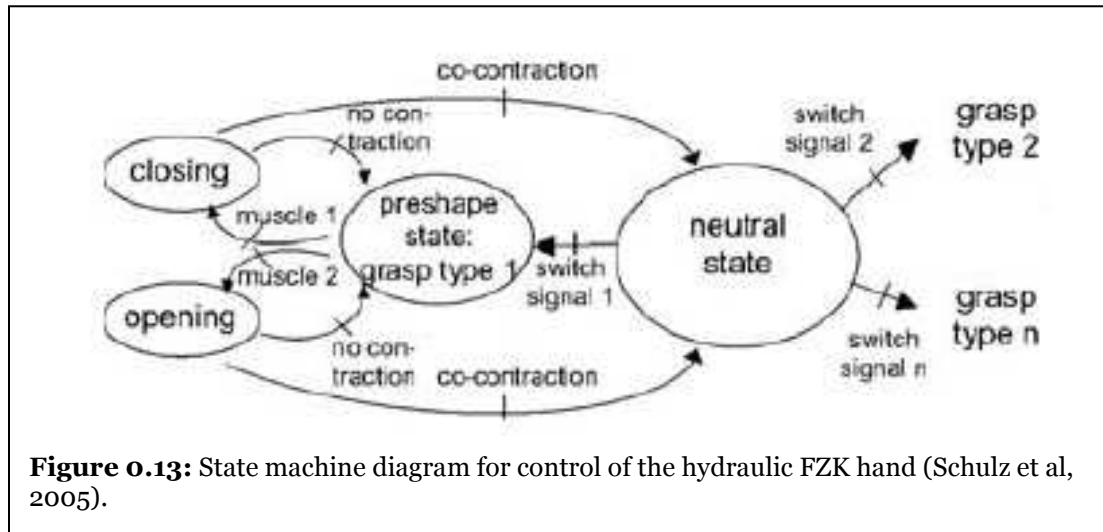 co-contraction
no con-
traction
switch
signal 2
grasp
type 2
closing
muscle 1
preshape
state:
grasp type 1
neutral
state
switch
signal 1
muscle 2
opening
no con-
traction
co-contraction
grasp
type n
switch
signal n
Figure 0.13: State machine diagram for control of the hydraulic FZK hand (Schulz et al,
2005).